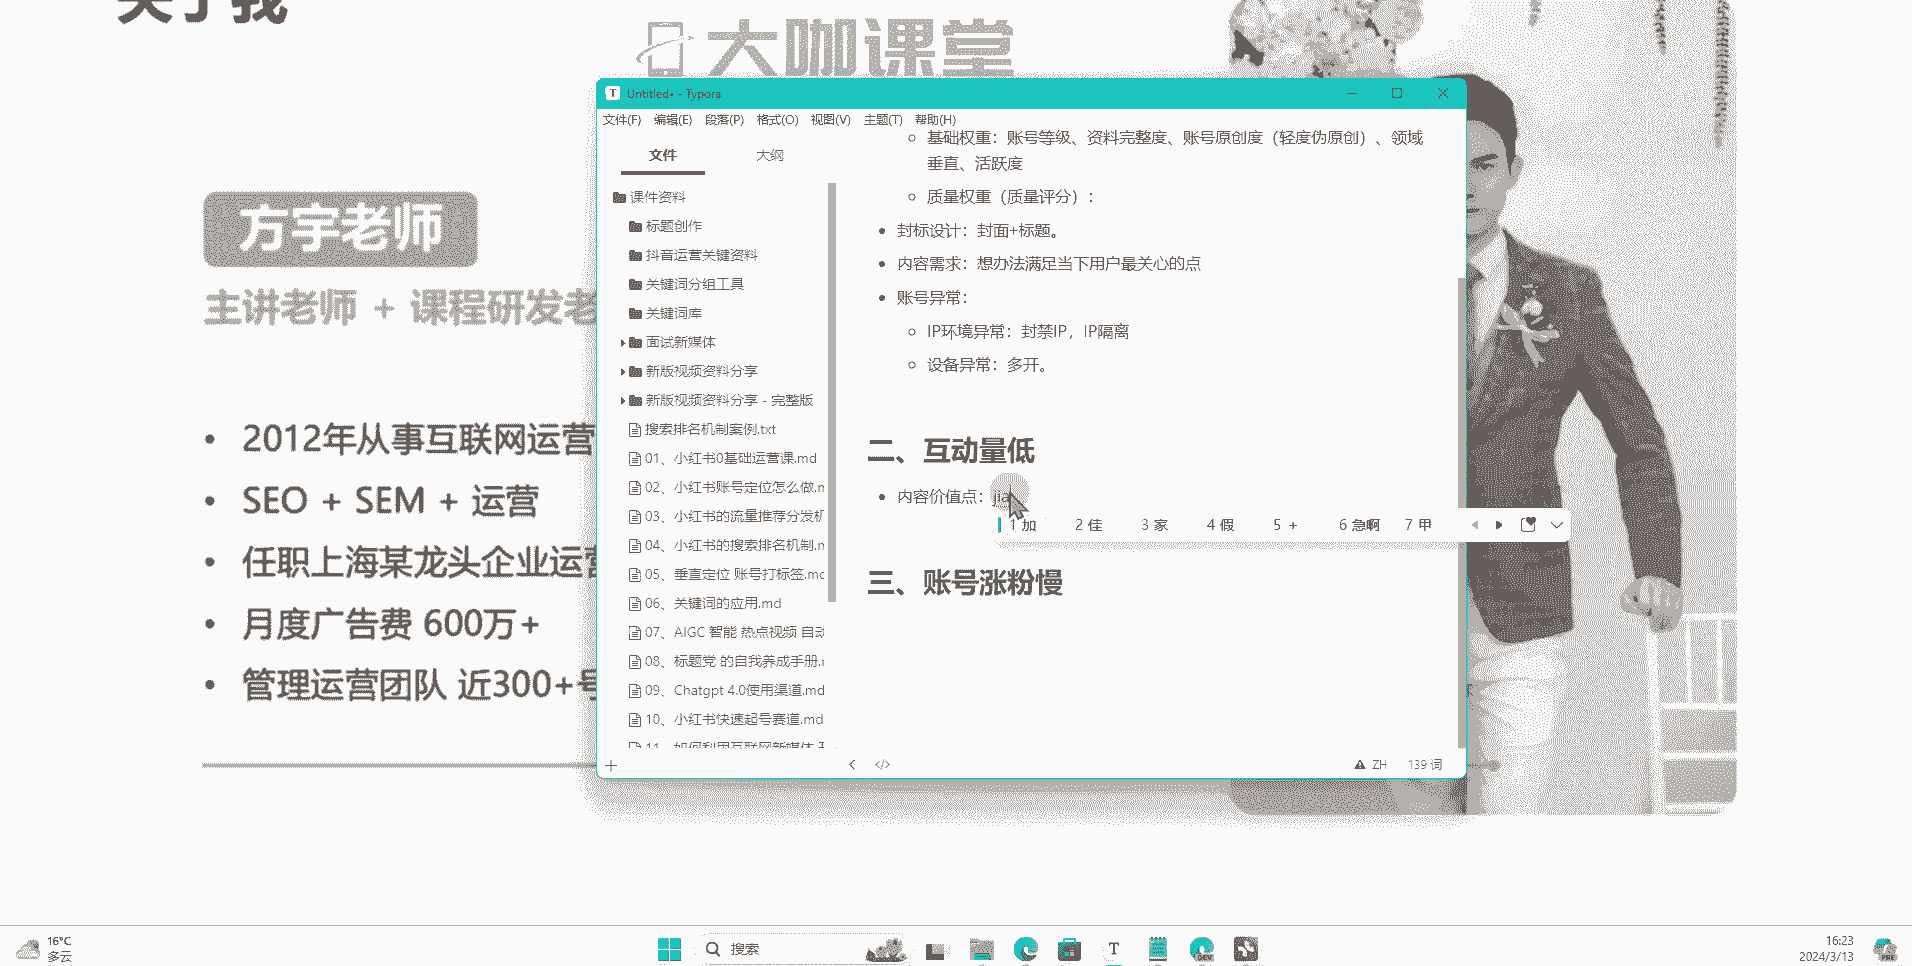 关于我
大咖课堂
方宇老师
主讲老师 + 课程研发老
2012年从事互联网运营
SEO + SEM + 运营
任职上海某龙头企业运营
月度广告费 600万+
管理运营团队 近300+号
Untitled• - Typora
文件(F) 编辑(E) 段落(P) 格式(O) 视图(V) 主题(T) 帮助(H)
文件 大纲
课件资料
标题创作
抖音运营关键资料
关键词分组工具
关键词库
面试新媒体
新版视频资料分享
新版视频资料分享 - 完整版
搜索排名机制案例.txt
01、小红书0基础运营课.md
02、小红书账号定位怎么做.m
03、小红书的流量推荐分发机
04、小红书的搜索排名机制.m
05、垂直定位 账号打标签.md
06、关键词的应用.md
07、AIGC 智能 热点视频 自动
08、标题党 的自我养成手册.
09、Chatgpt 4.0使用渠道.md
10、小红书快速起号赛道.md
11、如何利用互联网新媒体
基础权重：账号等级、资料完整度、账号原创度（轻度伪原创）、领域
垂直、活跃度
质量权重（质量评分）：
封标设计：封面+标题。
内容需求：想办法满足当下用户最关心的点
账号异常：
IP环境异常：封禁IP，IP隔离
设备异常：多开。
二、互动量低
内容价值点：jia
1 加 2 佳 3 家 4 假 5 + 6 急啊 7 甲
三、账号涨粉慢
ZH 139 词
16°C
多云
搜索
DEV
16:23
2024/3/13
PRE